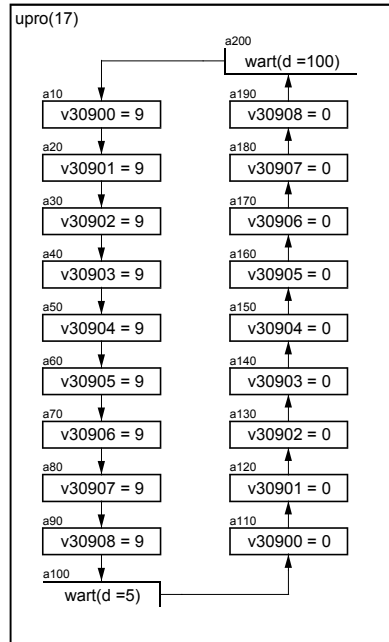 upro(17)
a200
wart(d =100)
a10
v30900 = 9
a190
v30908 = 0
a20
v30901 = 9
a180
v30907 = 0
a30
v30902 = 9
a170
v30906 = 0
a40
v30903 = 9
a160
v30905 = 0
a50
v30904 = 9
a150
v30904 = 0
a60
v30905 = 9
a140
v30903 = 0
a70
v30906 = 9
a130
v30902 = 0
a80
v30907 = 9
a120
v30901 = 0
a90
v30908 = 9
a110
v30900 = 0
a100
wart(d =5)